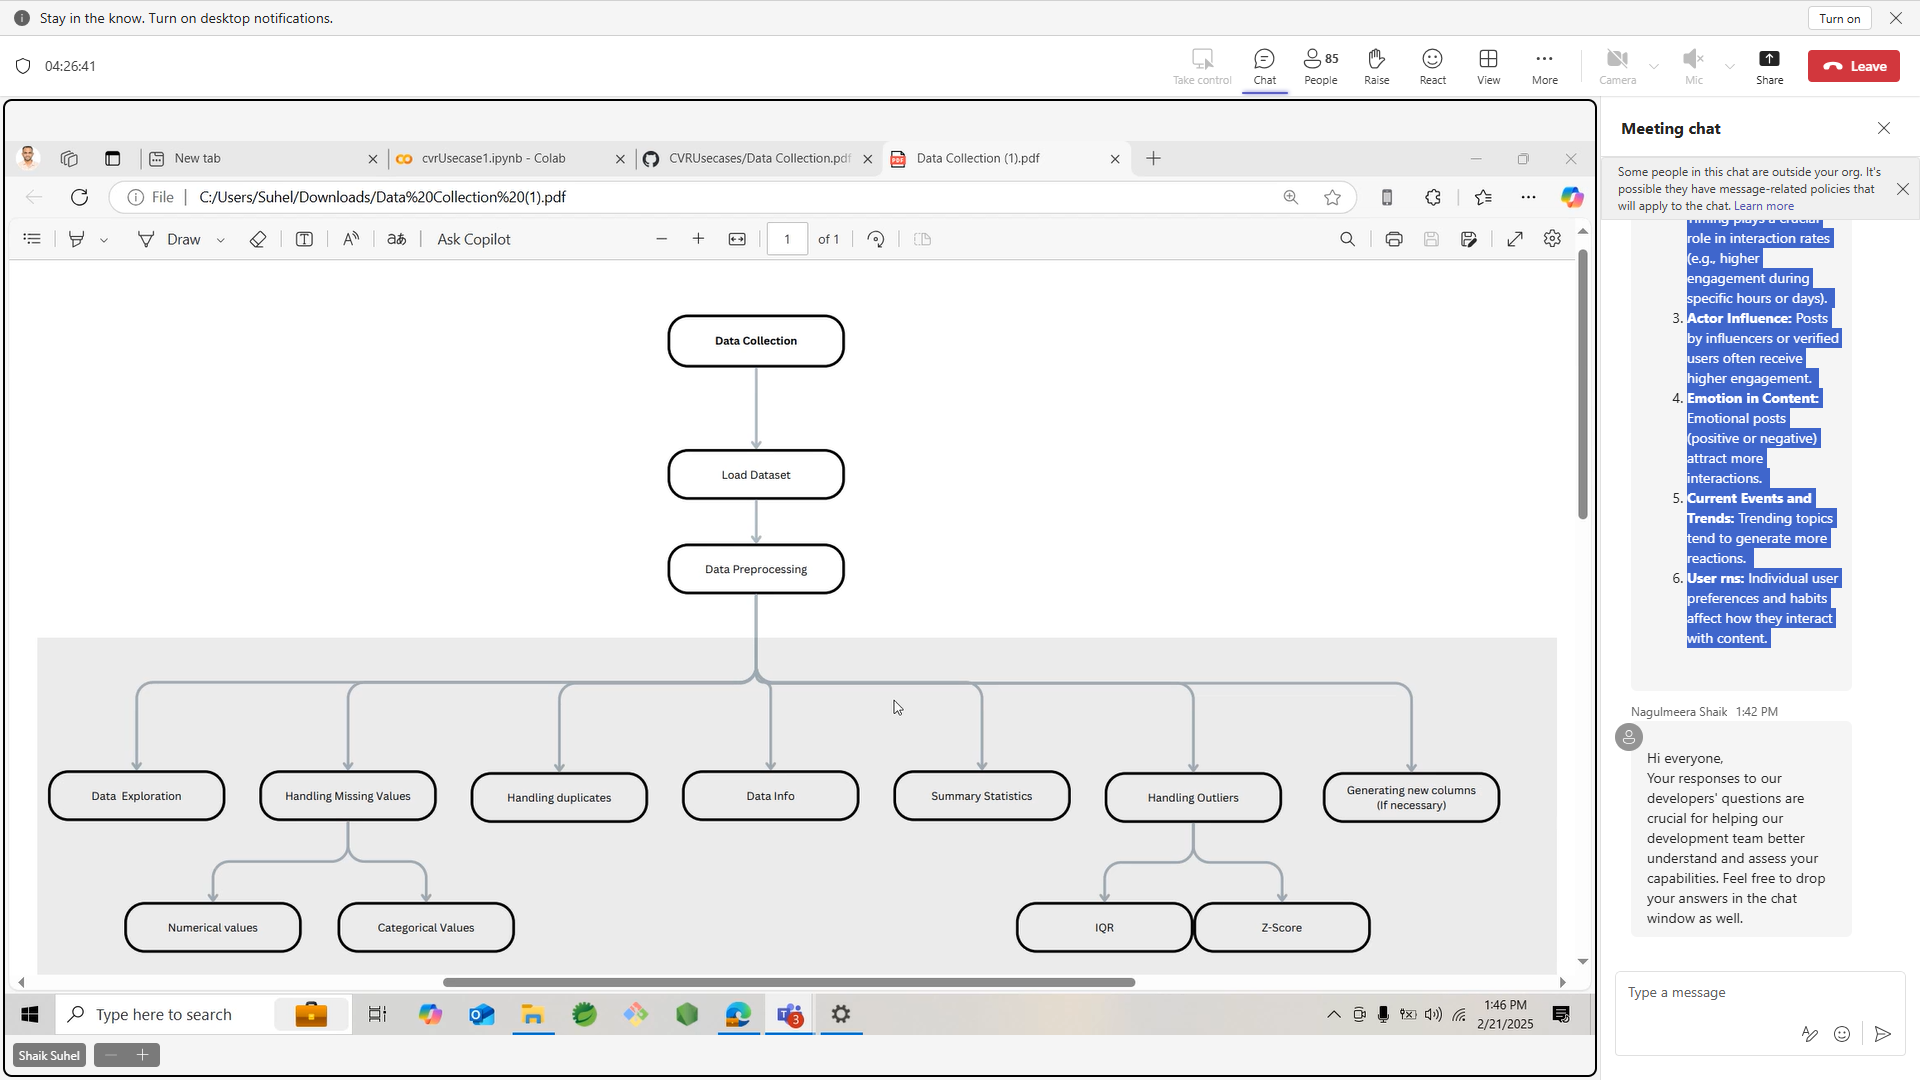 Stay in the know. Turn on desktop notifications.
Turn on
04:26:41
Take control
Chat
85
People
Raise
React
View
More
Camera
Mic
Share
Leave
New tab
cvrUsecase1.ipynb - Colab
CVRUsecases/Data Collection.pdf
Data Collection (1).pdf
File
C:/Users/Suhel/Downloads/Data%20Collection%20(1).pdf
Draw
Ask Copilot
1
of 1
Data Collection
Load Dataset
Data Preprocessing
Data Exploration
Handling Missing Values
Handling duplicates
Data Info
Summary Statistics
Handling Outliers
Generating new columns
(If necessary)
Numerical values
Categorical Values
IQR
Z-Score
Type here to search
3
1:46 PM
2/21/2025
Shaik Suhel
Meeting chat
Some people in this chat are outside your org. It's
possible they have message-related policies that
will apply to the chat. Learn more
Timing plays a crucial
role in interaction rates
(e.g., higher
engagement during
specific hours or days).
3. Actor Influence: Posts
by influencers or verified
users often receive
higher engagement.
4. Emotion in Content:
Emotional posts
(positive or negative)
attract more
interactions.
5. Current Events and
Trends: Trending topics
tend to generate more
reactions.
6. User rns: Individual user
preferences and habits
affect how they interact
with content.
Nagulmeera Shaik 1:42 PM
Hi everyone,
Your responses to our
developers' questions are
crucial for helping our
development team better
understand and assess your
capabilities. Feel free to drop
your answers in the chat
window as well.
Type a message